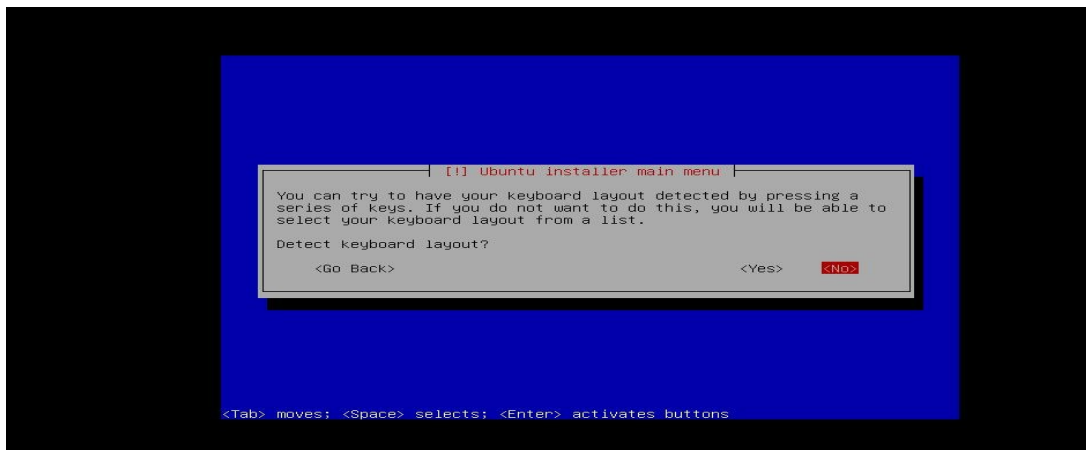 [!] Ubuntu installer main menu
You can try to have your keyboard layout detected by pressing a
series of keys. If you do not want to do this, you will be able to
select your keyboard layout from a list.
Detect keyboard layout?
<Go Back> <Yes> <No>
<Tab> moves; <Space> selects; <Enter> activates buttons